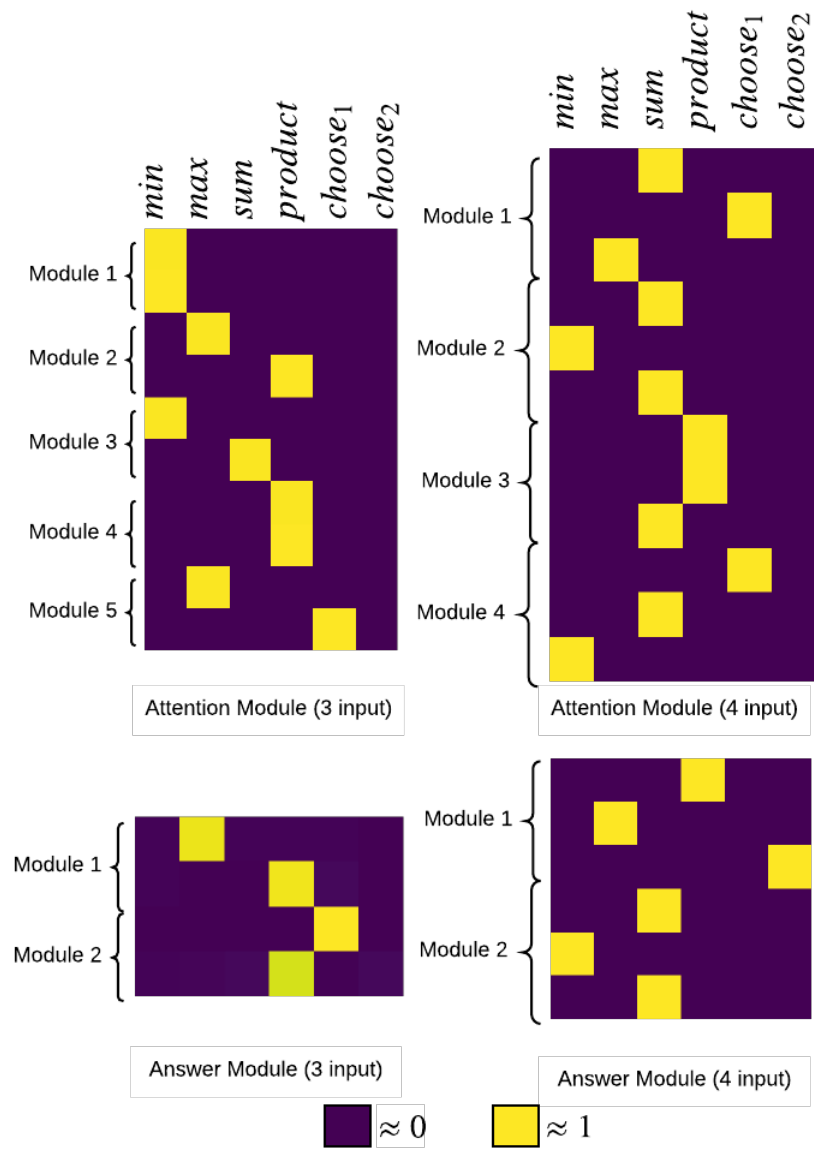 min max sum product choose₁ choose₂
Module 1
Module 2
Module 3
Module 4
Module 5
Attention Module (3 input)
min max sum product choose₁ choose₂
Module 1
Module 2
Module 3
Module 4
Attention Module (4 input)
Module 1
Module 2
Answer Module (3 input)
Module 1
Module 2
Answer Module (4 input)
≈ 0 ≈ 1